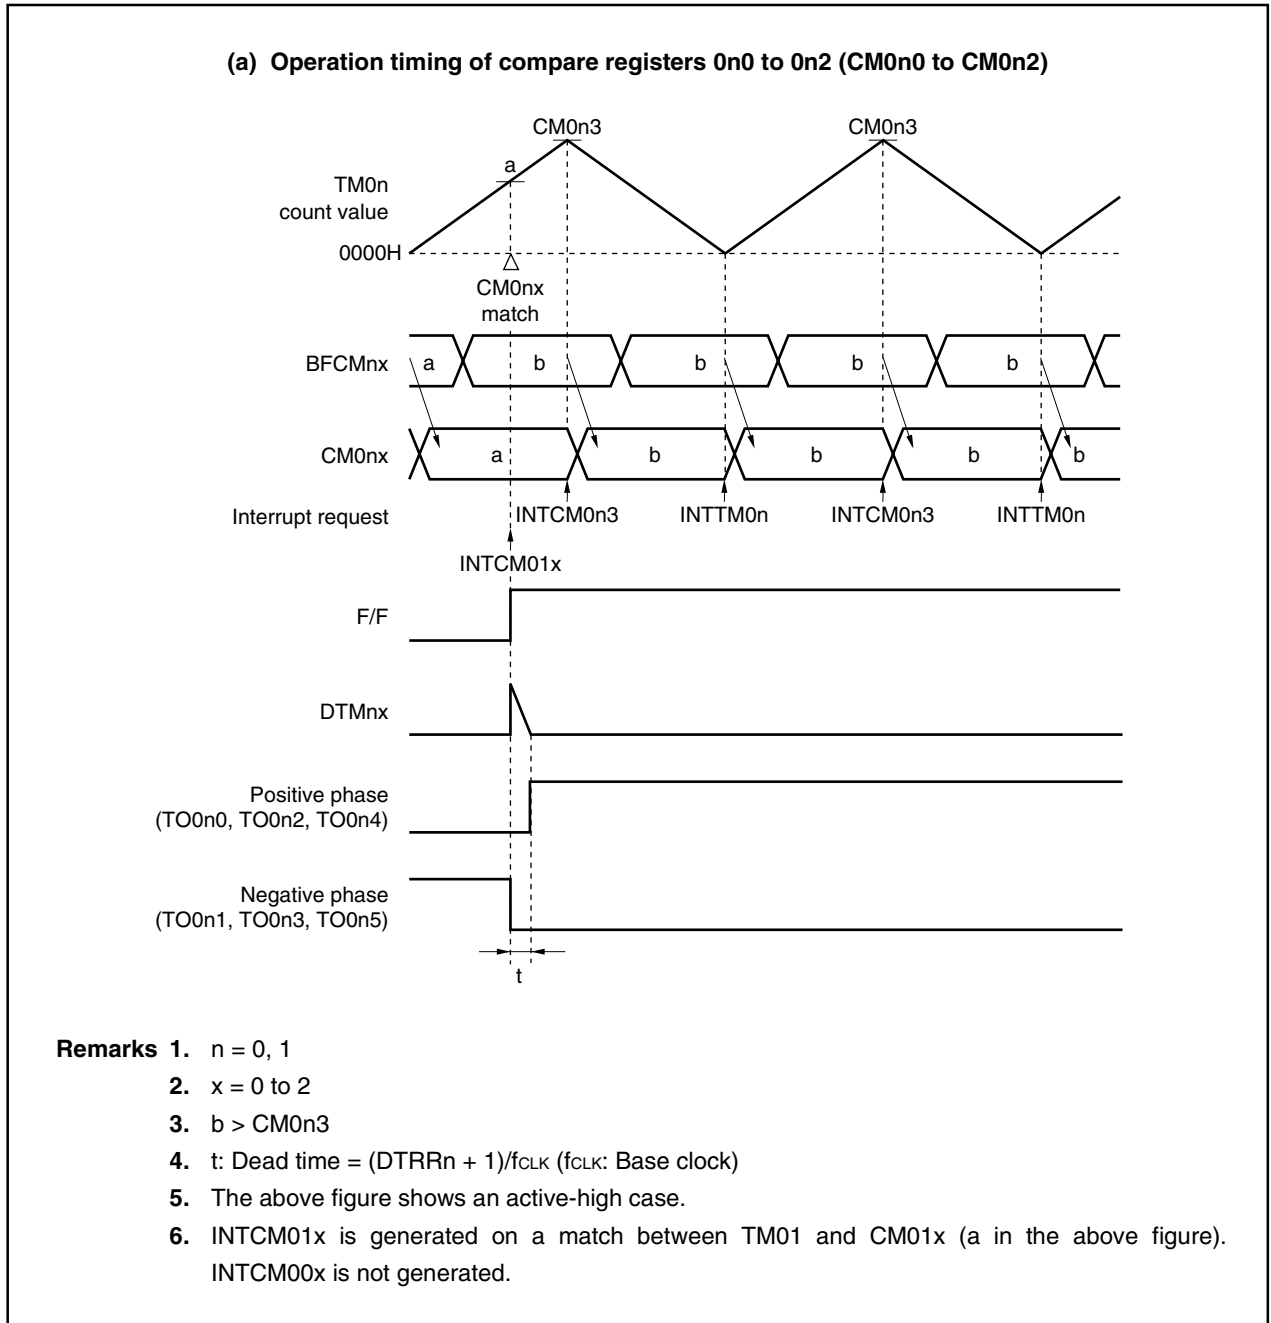 (a) Operation timing of compare registers 0n0 to 0n2 (CM0n0 to CM0n2)
CM0n3 CM0n3
a
TM0n
count value
0000H
CM0nx
match
BFCMnx a b b b b
CM0nx a b b b b
Interrupt request INTCM0n3 INTTM0n INTCM0n3 INTTM0n
INTCM01x
F/F
DTMnx
Positive phase
(TO0n0, TO0n2, TO0n4)
Negative phase
(TO0n1, TO0n3, TO0n5)
t
Remarks 1. n = 0, 1
2. x = 0 to 2
3. b > CM0n3
4. t: Dead time = (DTRRn + 1)/fCLK (fCLK: Base clock)
5. The above figure shows an active-high case.
6. INTCM01x is generated on a match between TM01 and CM01x (a in the above figure).
INTCM00x is not generated.